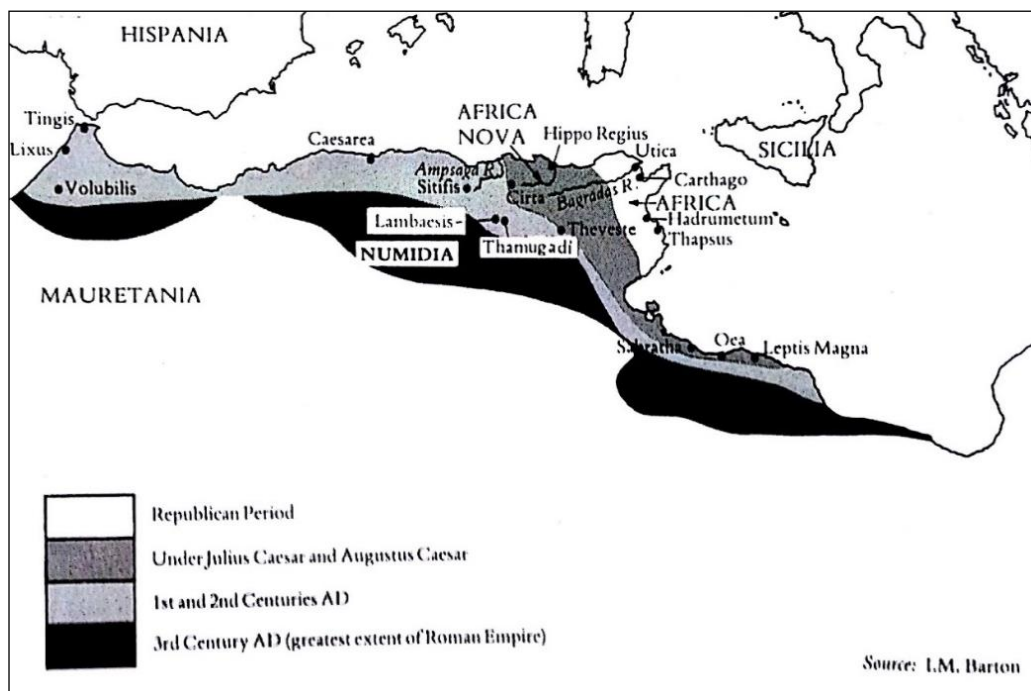 HISPANIA
Tingis
Lixus
Volubilis
Caesarea
AFRICA
NOVA
Hippo Regius
Utica
SICILIA
Ampsaga R.
Sitifis
Cirta
Bagradas R.
Carthago
AFRICA
Hadrumetum
Thapsus
Lambaesis
Thamugadi
Theveste
NUMIDIA
MAURETANIA
Sabratha
Oea
Leptis Magna
Republican Period
Under Julius Caesar and Augustus Caesar
1st and 2nd Centuries AD
3rd Century AD (greatest extent of Roman Empire)
Source: I.M. Barton